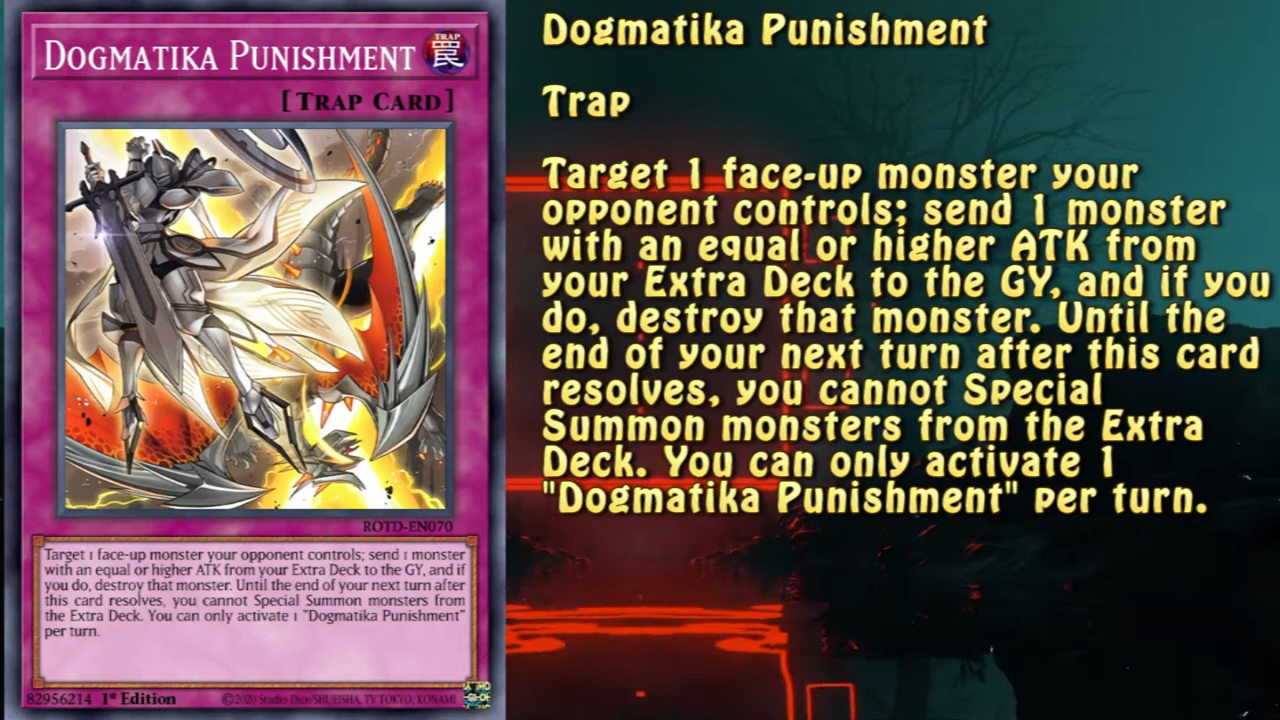 DOGMATIKA PUNISHMENT
TRAP
罠
[TRAP CARD]
ROTD-EN070
Target 1 face-up monster your opponent controls; send 1 monster
with an equal or higher ATK from your Extra Deck to the GY, and if
you do, destroy that monster. Until the end of your next turn after
this card resolves, you cannot Special Summon monsters from
the Extra Deck. You can only activate 1 "Dogmatika Punishment"
per turn.
82956214 1st Edition ©2020 Studio Dice/SHUEISHA, TV TOKYO, KONAMI
Dogmatika Punishment
Trap
Target 1 face-up monster your
opponent controls; send 1 monster
with an equal or higher ATK from
your Extra Deck to the GY, and if you
do, destroy that monster. Until the
end of your next turn after this card
resolves, you cannot Special
Summon monsters from the Extra
Deck. You can only activate 1
"Dogmatika Punishment" per turn.